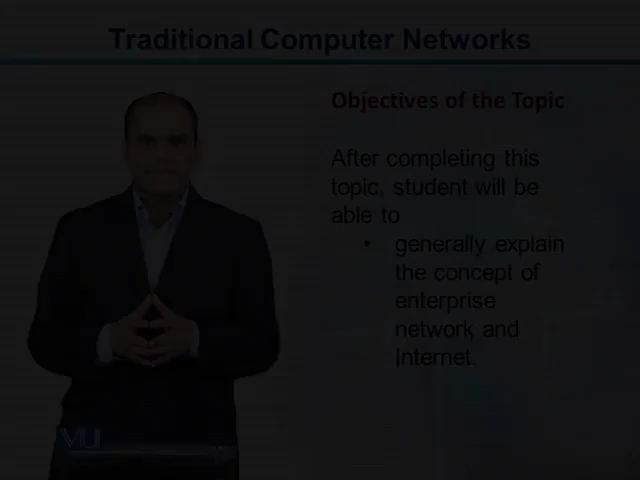 Traditional Computer Networks
Objectives of the Topic
After completing this
topic, student will be
able to
• generally explain
the concept of
enterprise
network and
Internet.
VU